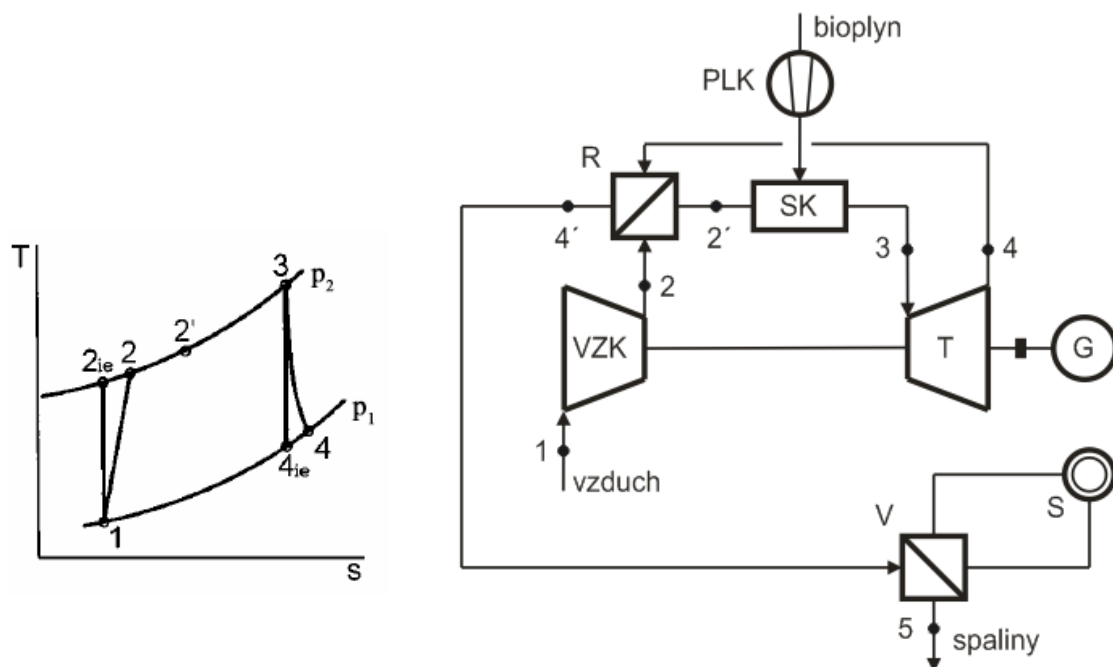 T
3
p₂
2'
2ᵢₑ
2
p₁
4
4ᵢₑ
1
s
bioplyn
PLK
R
SK
4´
2´
3
4
2
VZK
T
G
1
vzduch
V
S
5
spaliny